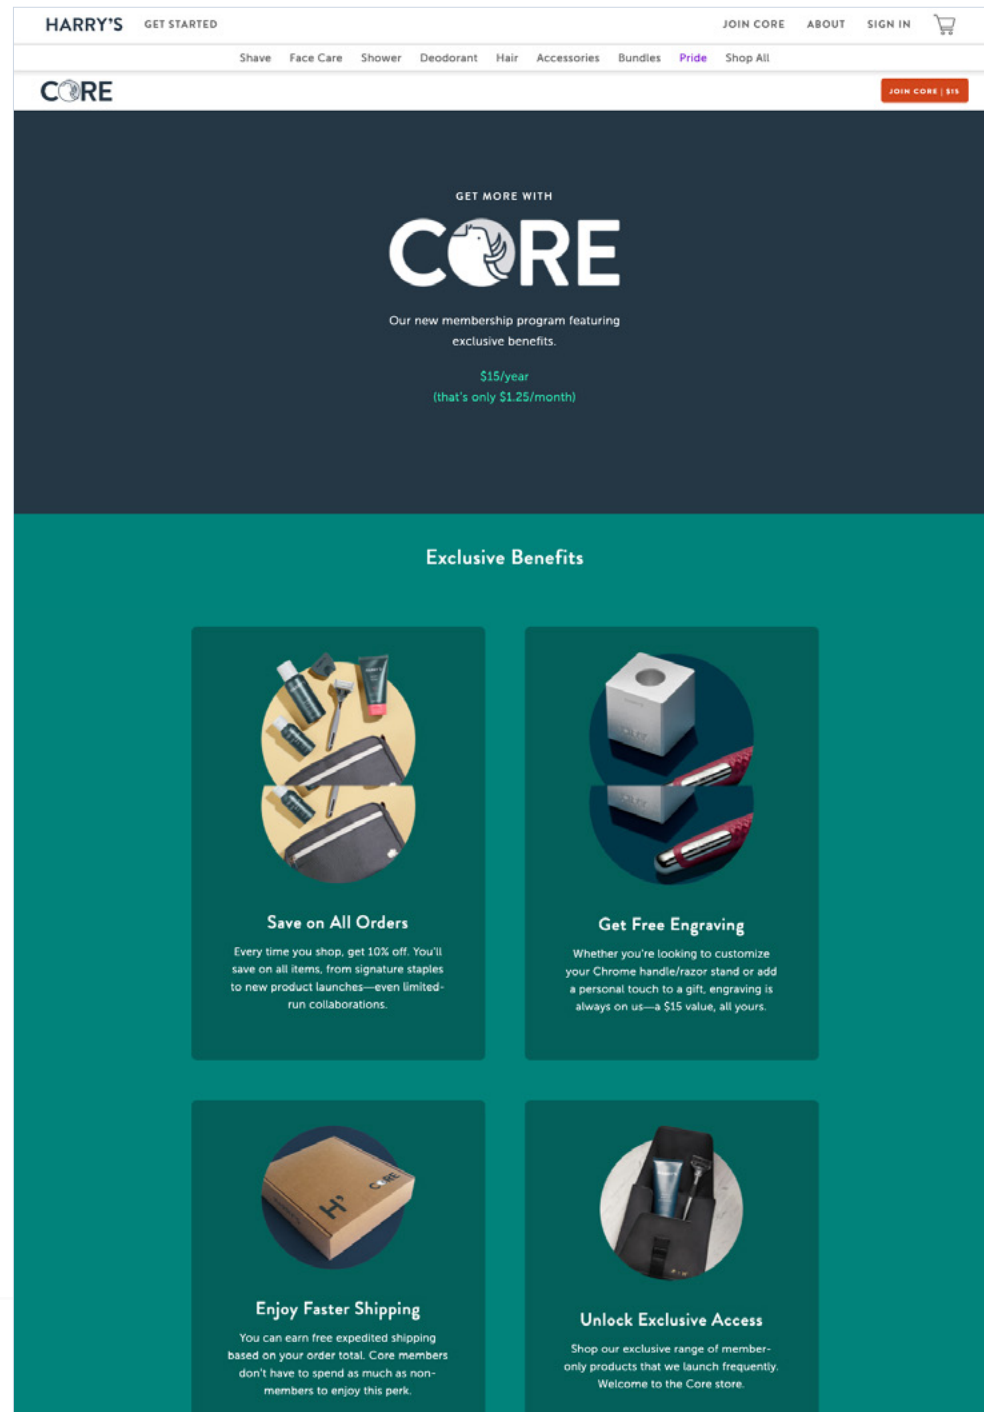 HARRY'S GET STARTED JOIN CORE ABOUT SIGN IN
Shave Face Care Shower Deodorant Hair Accessories Bundles Pride Shop All
CORE JOIN CORE | $15
GET MORE WITH
CORE
Our new membership program featuring
exclusive benefits.
$15/year
(that's only $1.25/month)
Exclusive Benefits
Save on All Orders
Every time you shop, get 10% off. You'll
save on all items, from signature staples
to new product launches—even limited-
run collaborations.
Get Free Engraving
Whether you're looking to customize
your Chrome handle/razor stand or add
a personal touch to a gift, engraving is
always on us—a $15 value, all yours.
H'
CORE
Enjoy Faster Shipping
You can earn free expedited shipping
based on your order total. Core members
don't have to spend as much as non-
members to enjoy this perk.
Unlock Exclusive Access
Shop our exclusive range of member-
only products that we launch frequently.
Welcome to the Core store.